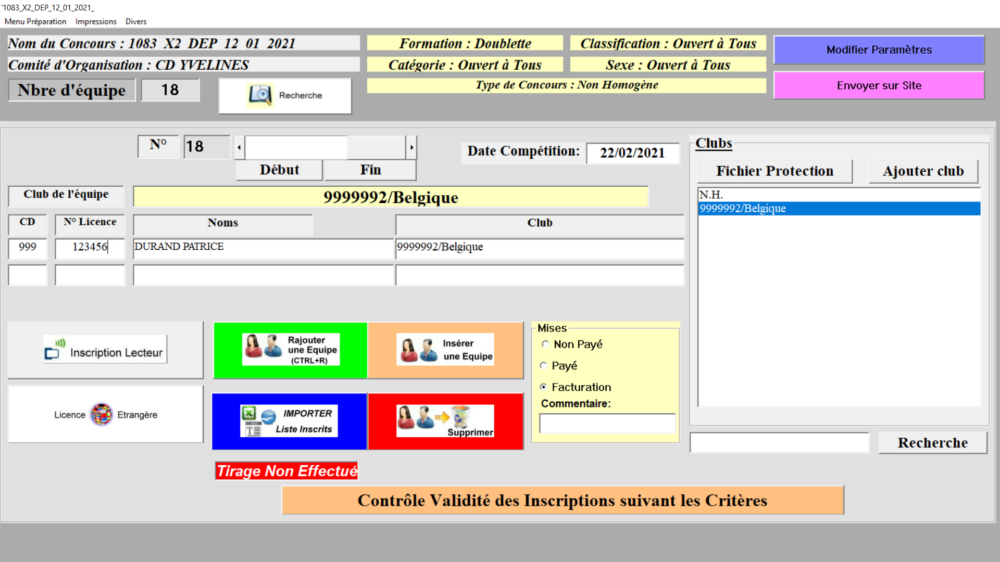 '1083_X2_DEP_12_01_2021_
Menu Préparation Impressions Divers
Nom du Concours : 1083 X2 DEP 12 01 2021
Formation : Doublette
Classification : Ouvert à Tous
Modifier Paramètres
Comité d'Organisation : CD YVELINES
Catégorie : Ouvert à Tous
Sexe : Ouvert à Tous
Nbre d'équipe
18
Recherche
Type de Concours : Non Homogène
Envoyer sur Site
N°
18
Date Compétition:
22/02/2021
Début
Fin
Clubs
Fichier Protection
Ajouter club
N.H.
9999992/Belgique
Club de l'équipe
9999992/Belgique
CD
N° Licence
Noms
Club
999
123456
DURAND PATRICE
9999992/Belgique
Inscription Lecteur
Rajouter
une Equipe
(CTRL+R)
Insérer
une Equipe
Mises
Non Payé
Payé
Facturation
Commentaire:
Licence Etrangère
IMPORTER
TEXT
T
Liste Inscrits
Supprimer
Recherche
Tirage Non Effectué
Contrôle Validité des Inscriptions suivant les Critères